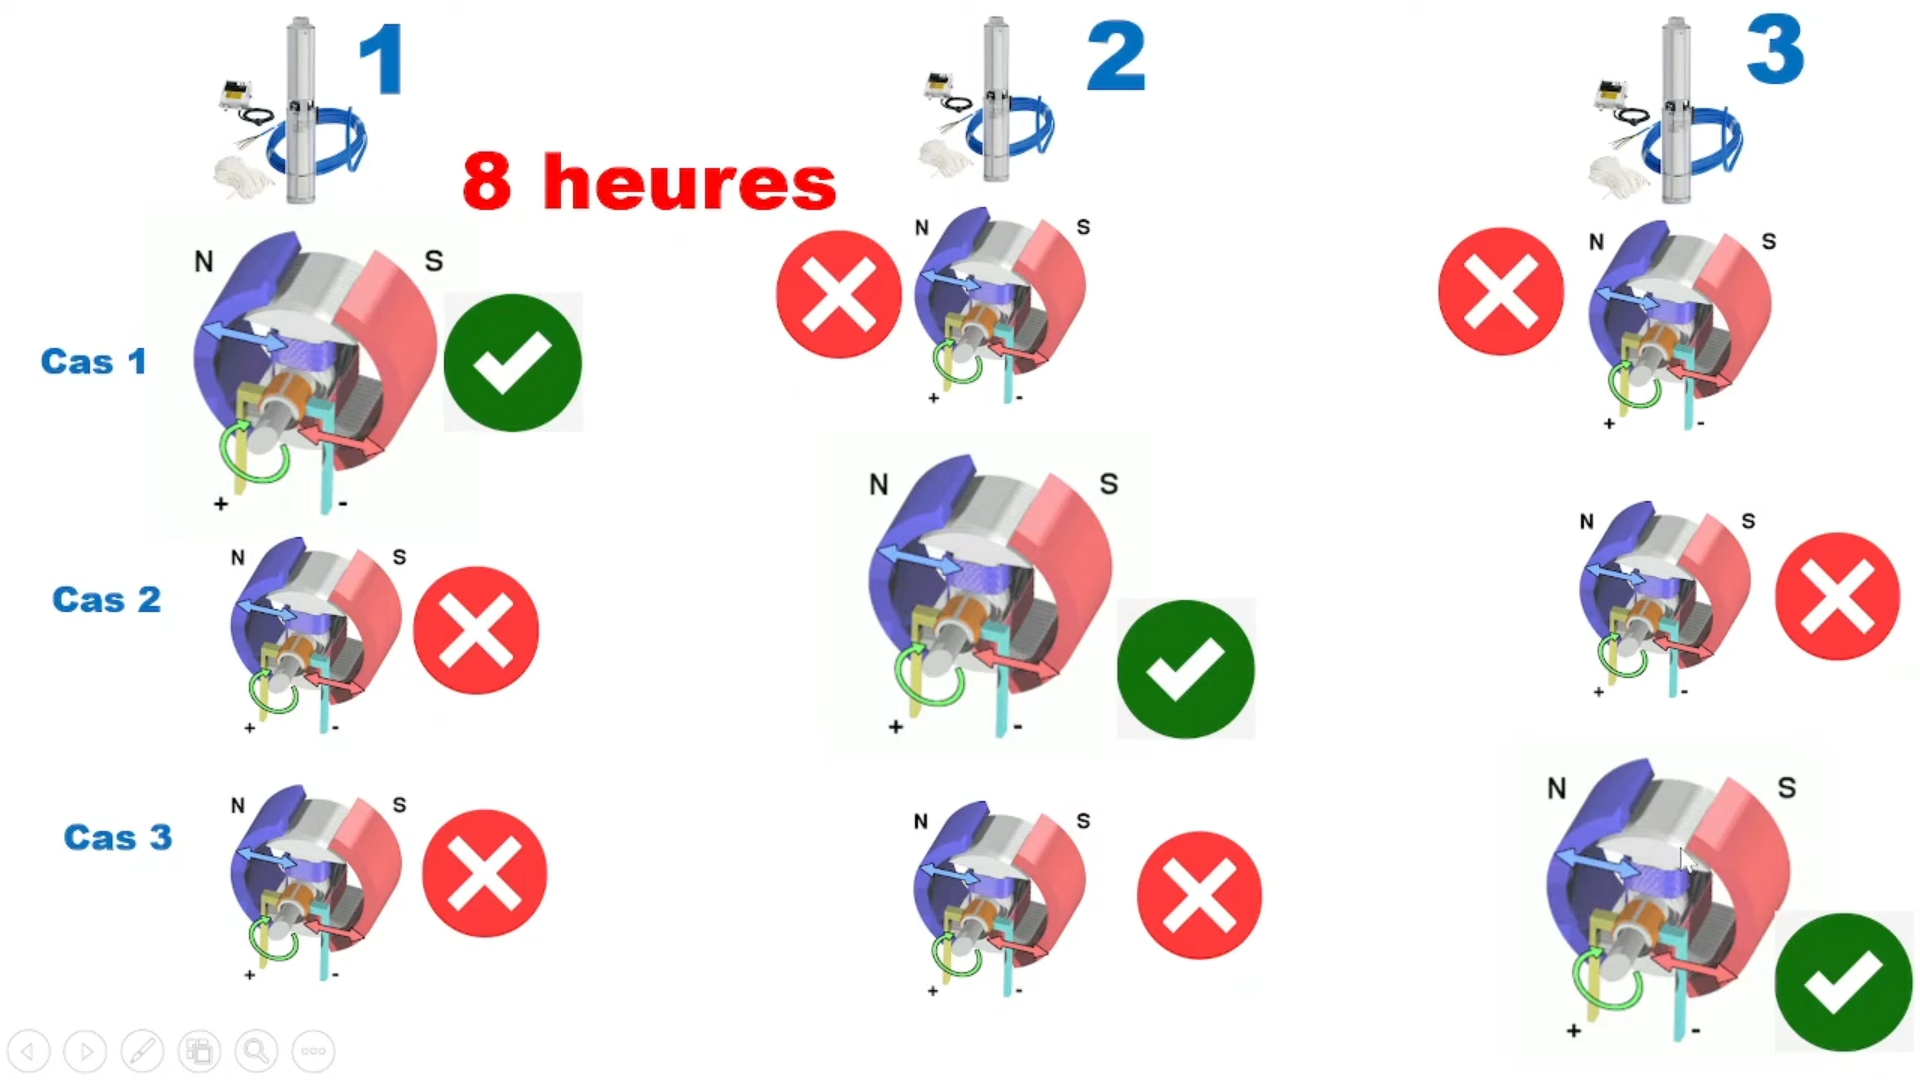 1
2
3
8 heures
N S
N S
N S
Cas 1
+ -
+ -
+ -
N S
N S
N S
Cas 2
+ -
+ -
+ -
N S
N S
N S
Cas 3
+ -
+ -
+ -